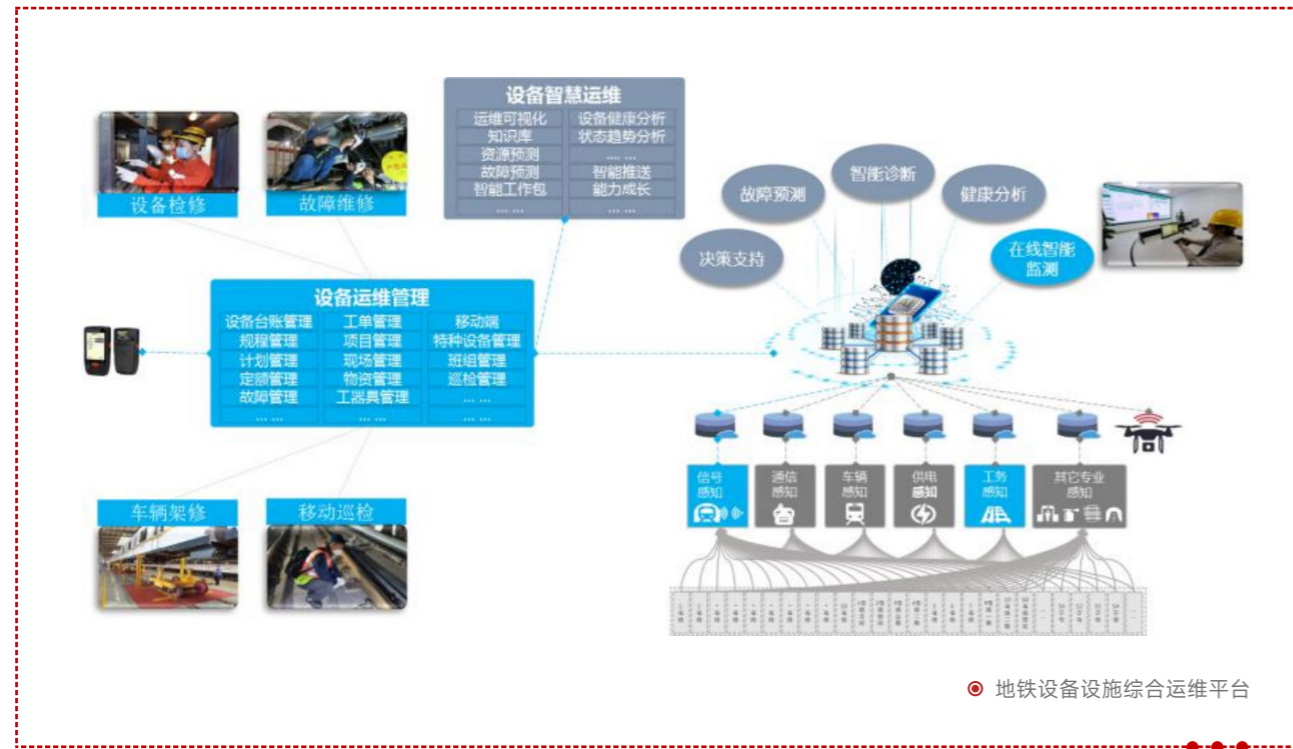 设备智慧运维
运维可视化 设备健康分析
知识库 状态趋势分析
资源预测 … …
故障预测 智能推送
智能工作包 能力成长
… … … …
设备检修
故障维修
智能诊断
故障预测
健康分析
决策支持
在线智能
监测
设备运维管理
设备台账管理 工单管理 移动端
规程管理 项目管理 特种设备管理
计划管理 现场管理 班组管理
定额管理 物资管理 巡检管理
故障管理 工器具管理 … …
… … … …
车辆架修
移动巡检
信号
感知
通信
感知
车辆
感知
供电
感知
工务
感知
其它专业
感知
地铁设备设施综合运维平台